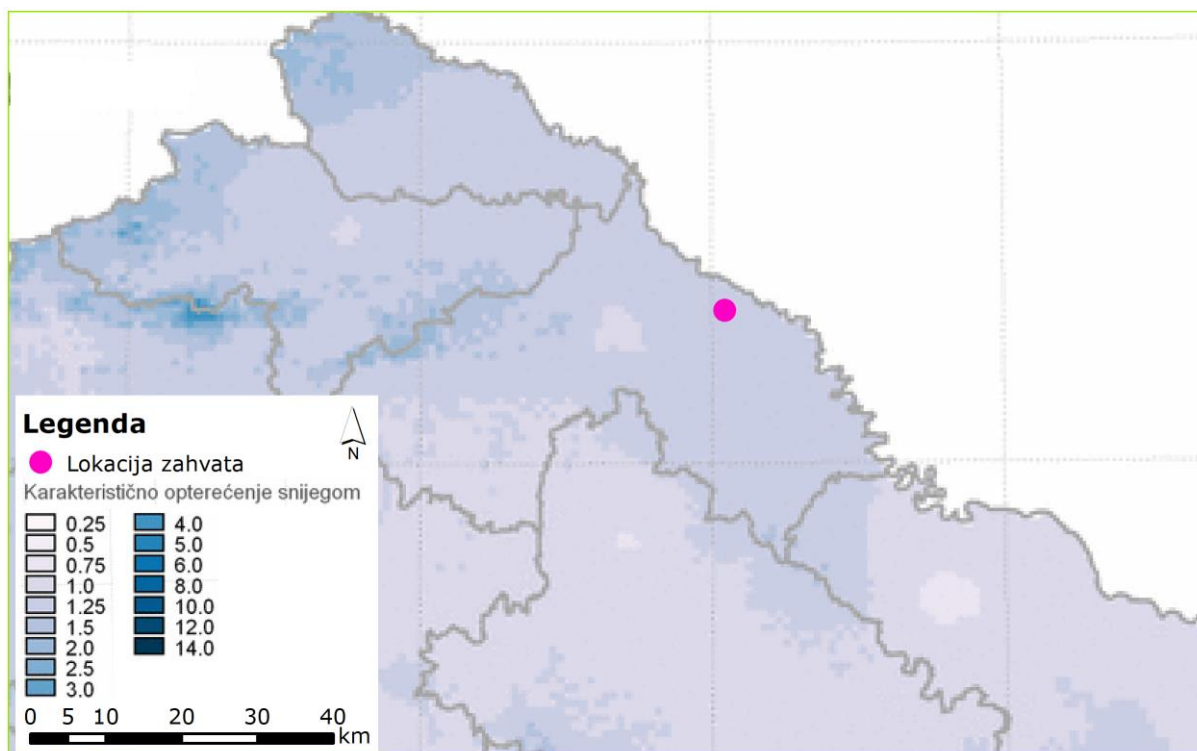 Legenda
N
Lokacija zahvata
Karakteristično opterećenje snijegom
0.25 4.0
0.5 5.0
0.75 6.0
1.0 8.0
1.25 10.0
1.5 12.0
2.0 14.0
2.5
3.0
0 5 10 20 30 40
km